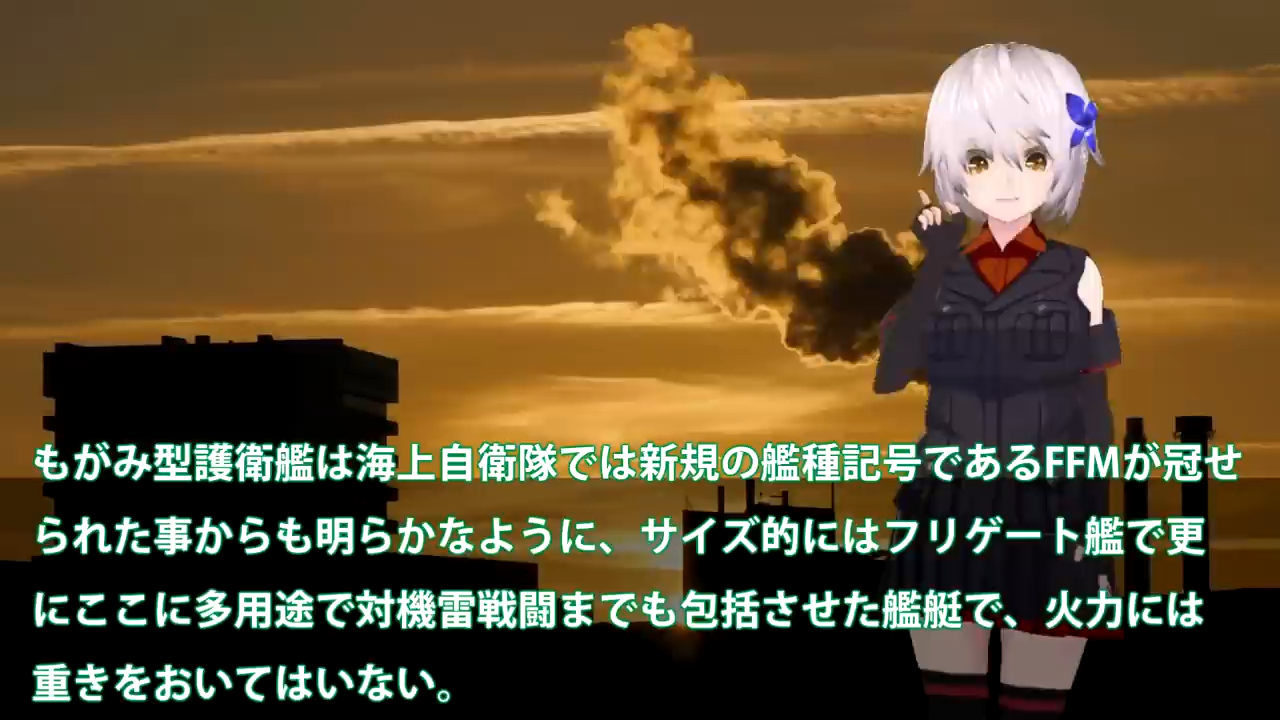 もがみ型護衛艦は海上自衛隊では新規の艦種記号であるFFMが冠せ
られた事からも明らかなように、サイズ的にはフリゲート艦で更
にここに多用途で対機雷戦闘までも包括させた艦艇で、火力には
重きをおいてはいない。